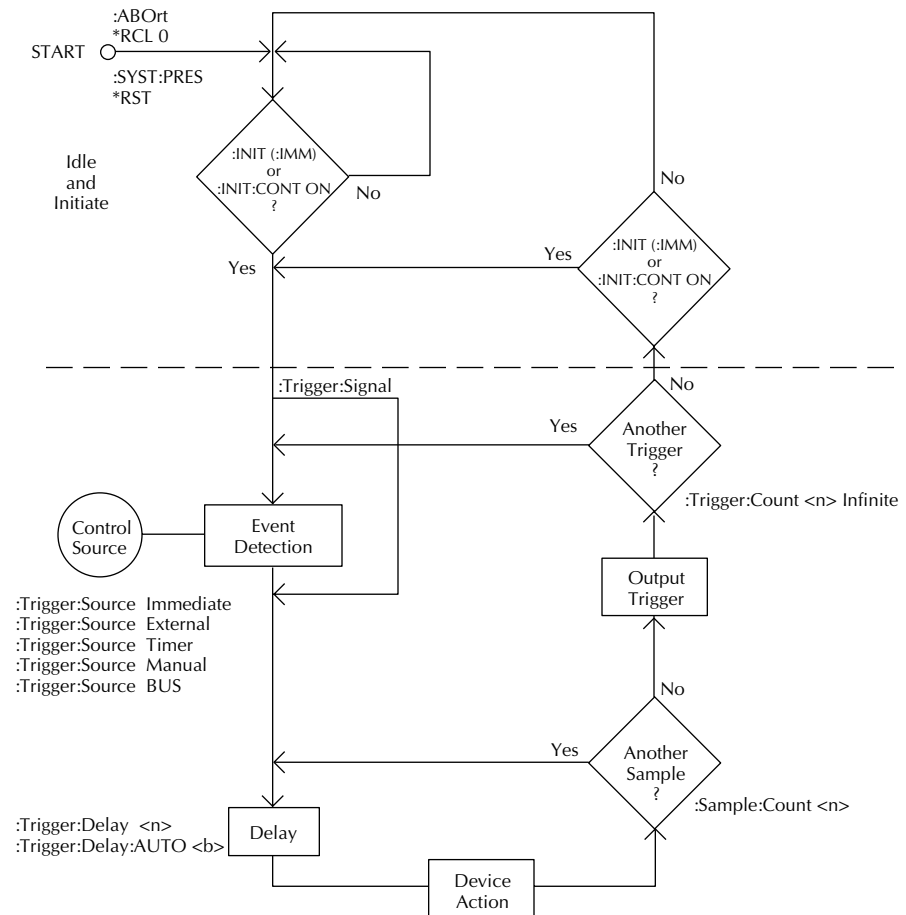 :ABOrt
*RCL 0
START
:SYST:PRES
*RST
Idle
and
Initiate
:INIT (:IMM)
or
:INIT:CONT ON
?
No
Yes
No
:INIT (:IMM)
or
:INIT:CONT ON
?
Yes
:Trigger:Signal
No
Yes
Another
Trigger
?
:Trigger:Count <n> Infinite
Control
Source
Event
Detection
Output
Trigger
:Trigger:Source Immediate
:Trigger:Source External
:Trigger:Source Timer
:Trigger:Source Manual
:Trigger:Source BUS
No
Yes
Another
Sample
?
:Sample:Count <n>
:Trigger:Delay <n>
:Trigger:Delay:AUTO <b>
Delay
Device
Action